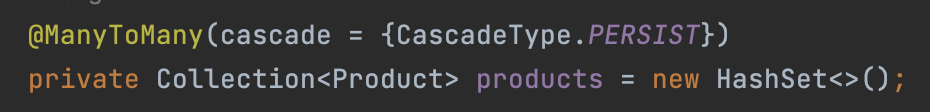 @ManyToMany(cascade = {CascadeType.PERSIST})
private Collection<Product> products = new HashSet<>();